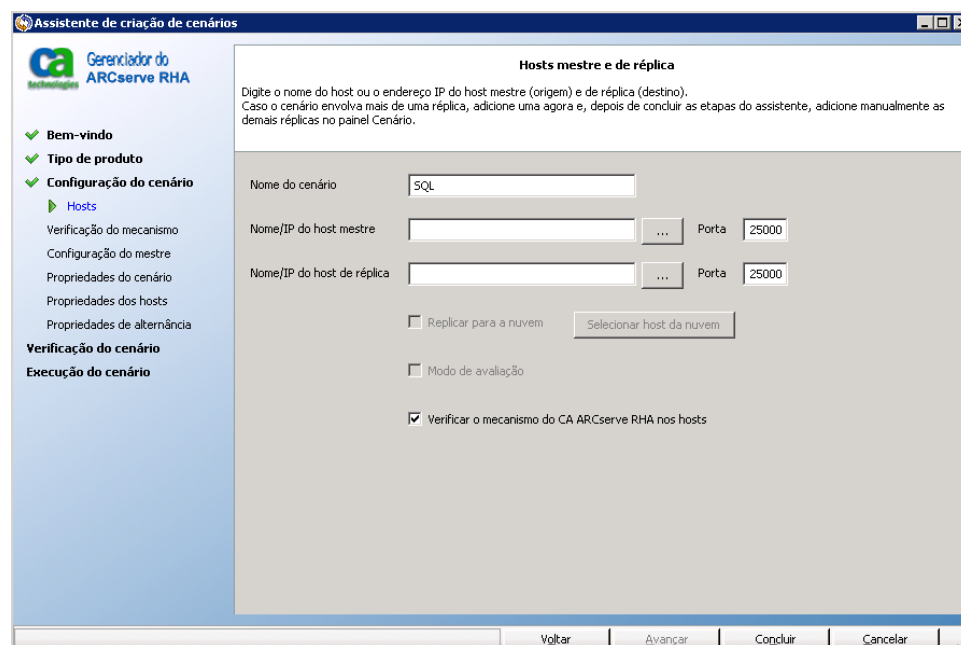 Assistente de criação de cenários
ca
technologies
Gerenciador do
ARCserve RHA
Bem-vindo
Tipo de produto
Configuração do cenário
Hosts
Verificação do mecanismo
Configuração do mestre
Propriedades do cenário
Propriedades dos hosts
Propriedades de alternância
Verificação do cenário
Execução do cenário
Hosts mestre e de réplica
Digite o nome do host ou o endereço IP do host mestre (origem) e de réplica (destino).
Caso o cenário envolva mais de uma réplica, adicione uma agora e, depois de concluir as etapas do assistente, adicione manualmente as
demais réplicas no painel Cenário.
Nome do cenário SQL
Nome/IP do host mestre ... Porta 25000
Nome/IP do host de réplica ... Porta 25000
Replicar para a nuvem Selecionar host da nuvem
Modo de avaliação
Verificar o mecanismo do CA ARCserve RHA nos hosts
Voltar Avançar Concluir Cancelar